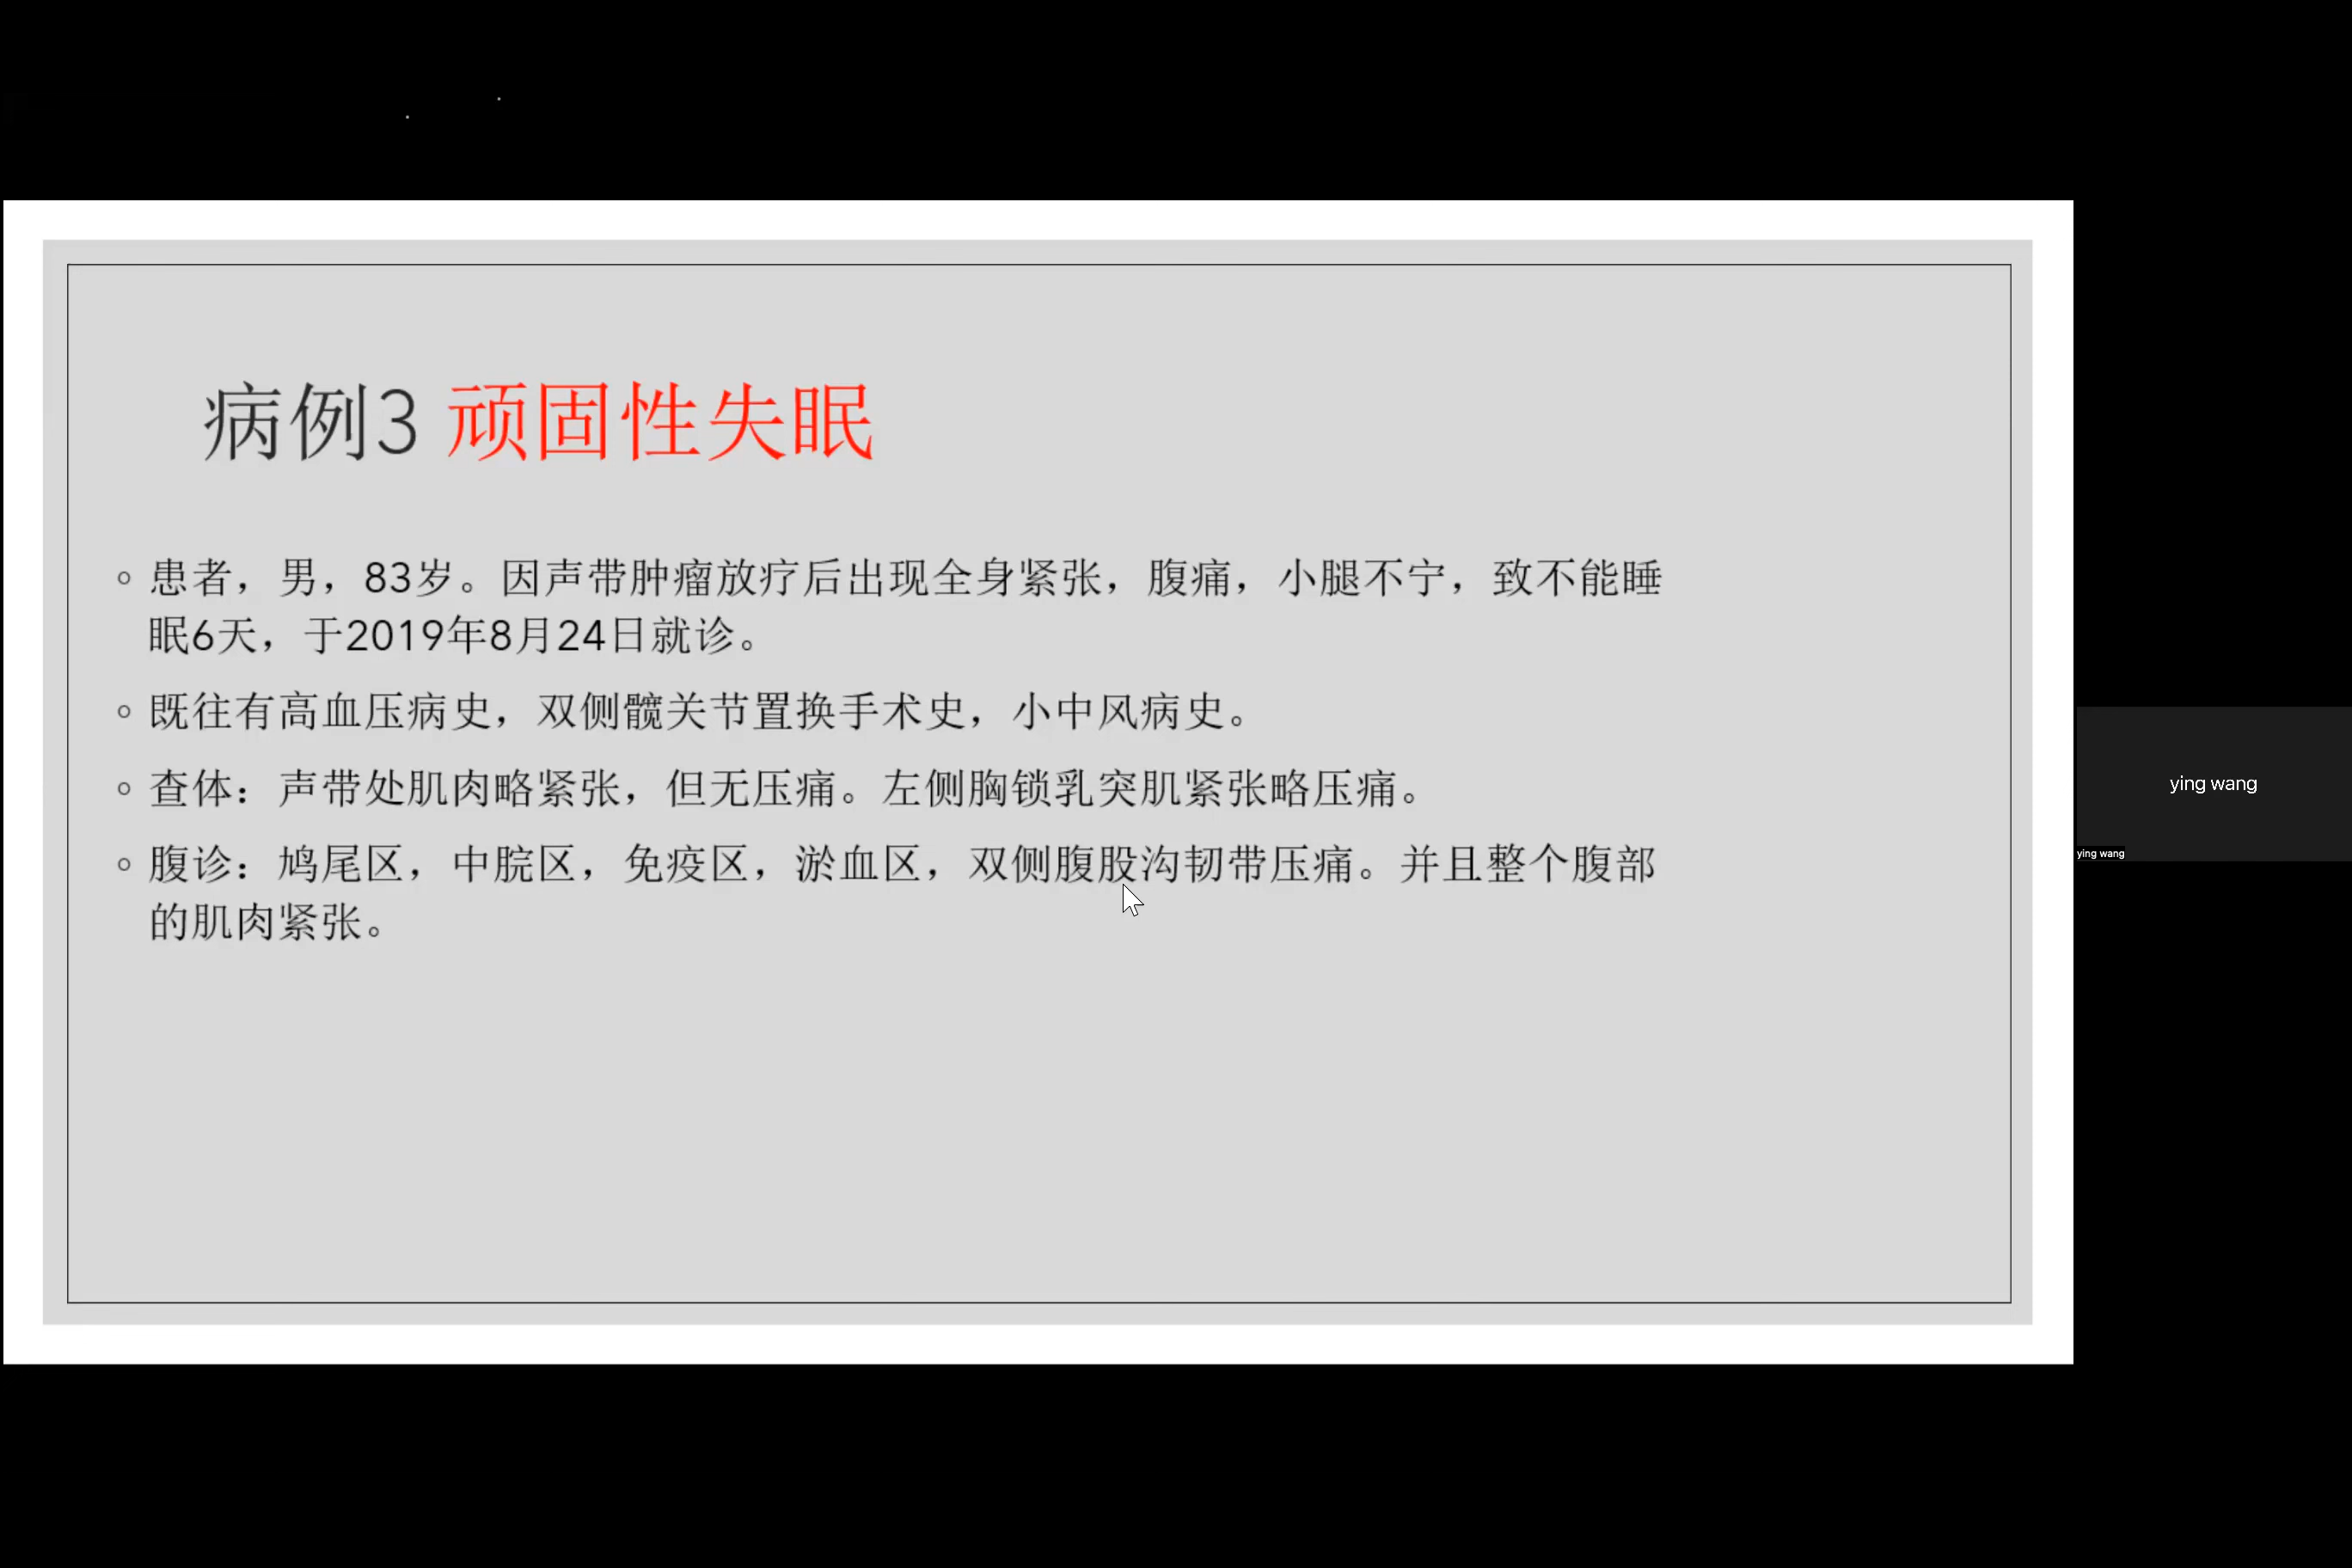 病例3 顽固性失眠
患者，男，83岁。因声带肿瘤放疗后出现全身紧张，腹痛，小腿不宁，致不能睡
眠6天，于2019年8月24日就诊。
既往有高血压病史，双侧髋关节置换手术史，小中风病史。
查体：声带处肌肉略紧张，但无压痛。左侧胸锁乳突肌紧张略压痛。
腹诊：鸠尾区，中脘区，免疫区，淤血区，双侧腹股沟韧带压痛。并且整个腹部
的肌肉紧张。
ying wang
ying wang